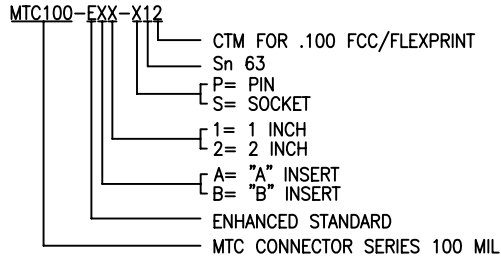 MTC100-EXX-X12
CTM FOR .100 FCC/FLEXPRINT
Sn 63
P= PIN
S= SOCKET
1= 1 INCH
2= 2 INCH
A= "A" INSERT
B= "B" INSERT
ENHANCED STANDARD
MTC CONNECTOR SERIES 100 MIL